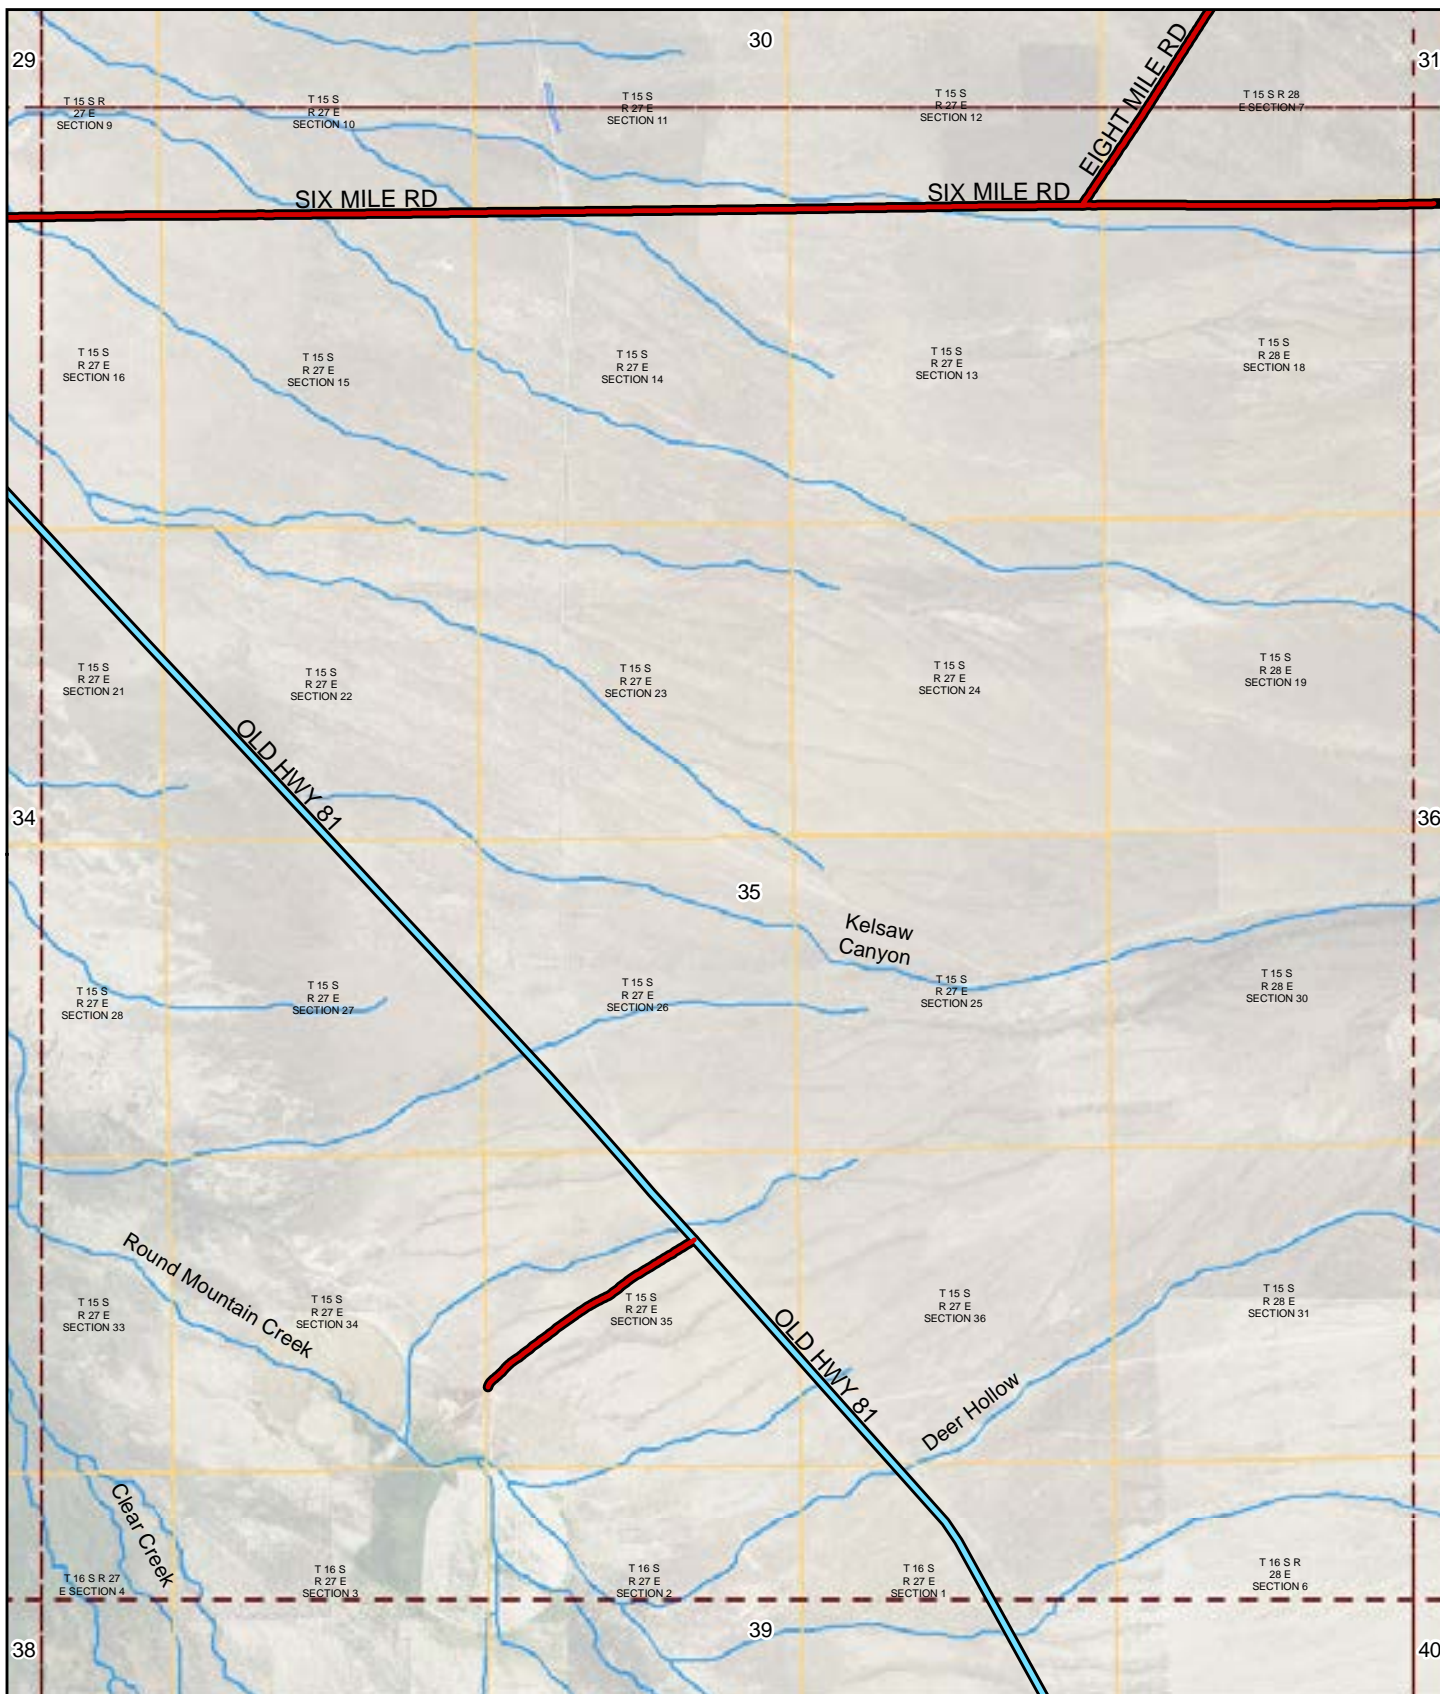 29
30
31
EIGHT MILE RD
T 15 S R
27 E
SECTION 9
T 15 S
R 27 E
SECTION 10
T 15 S
R 27 E
SECTION 11
T 15 S
R 27 E
SECTION 12
T 15 S R 28
E SECTION 7
SIX MILE RD
SIX MILE RD
T 15 S
R 27 E
SECTION 16
T 15 S
R 27 E
SECTION 15
T 15 S
R 27 E
SECTION 14
T 15 S
R 27 E
SECTION 13
T 15 S
R 28 E
SECTION 18
T 15 S
R 27 E
SECTION 21
T 15 S
R 27 E
SECTION 22
T 15 S
R 27 E
SECTION 23
T 15 S
R 27 E
SECTION 24
T 15 S
R 28 E
SECTION 19
OLD HWY 81
34
36
35
Kelsaw
Canyon
T 15 S
R 27 E
SECTION 28
T 15 S
R 27 E
SECTION 27
T 15 S
R 27 E
SECTION 26
T 15 S
R 27 E
SECTION 25
T 15 S
R 28 E
SECTION 30
Round Mountain Creek
T 15 S
R 27 E
SECTION 33
T 15 S
R 27 E
SECTION 34
T 15 S
R 27 E
SECTION 35
T 15 S
R 27 E
SECTION 36
T 15 S
R 28 E
SECTION 31
OLD HWY 81
Deer Hollow
Clear Creek
T 16 S R 27
E SECTION 4
T 16 S
R 27 E
SECTION 3
T 16 S
R 27 E
SECTION 2
T 16 S
R 27 E
SECTION 1
T 16 S R
28 E
SECTION 6
38
39
40